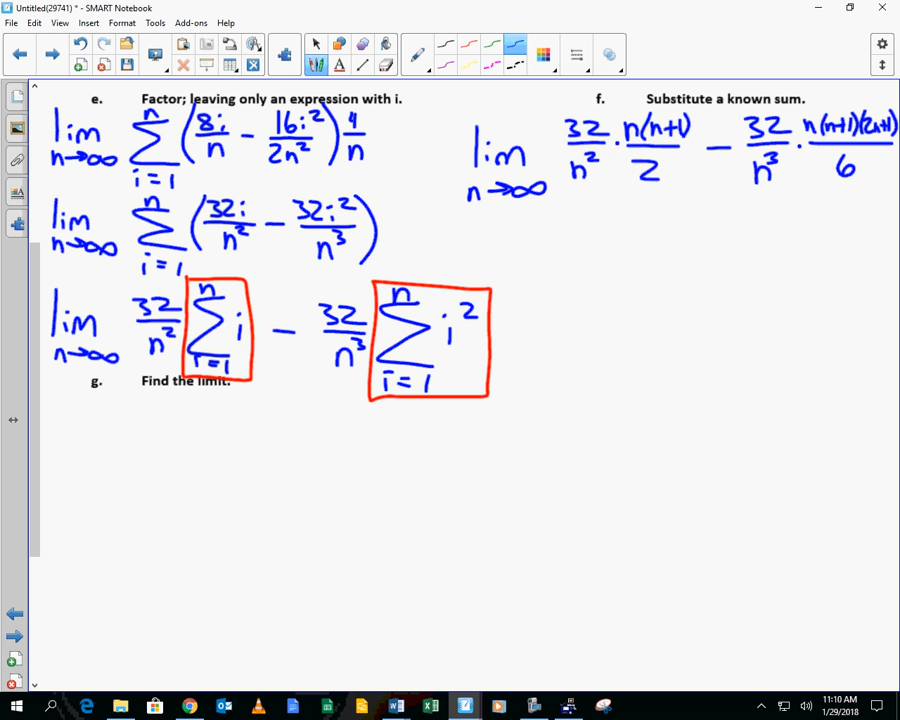 Untitled(29741) * - SMART Notebook
File Edit View Insert Format Tools Add-ons Help
e. Factor; leaving only an expression with i.
f. Substitute a known sum.
lim n→∞ n Σ i=1 (8i/n − 16i²/2n²) 4/n
lim n→∞ 32/n² · n(n+1)/2 − 32/n³ · n(n+1)(2n+1)/6
lim n→∞ n Σ i=1 (32i/n² − 32i²/n³)
lim n→∞ 32/n² n Σ i=1 i − 32/n³ n Σ i=1 i²
g. Find the limit.
11:10 AM
1/29/2018